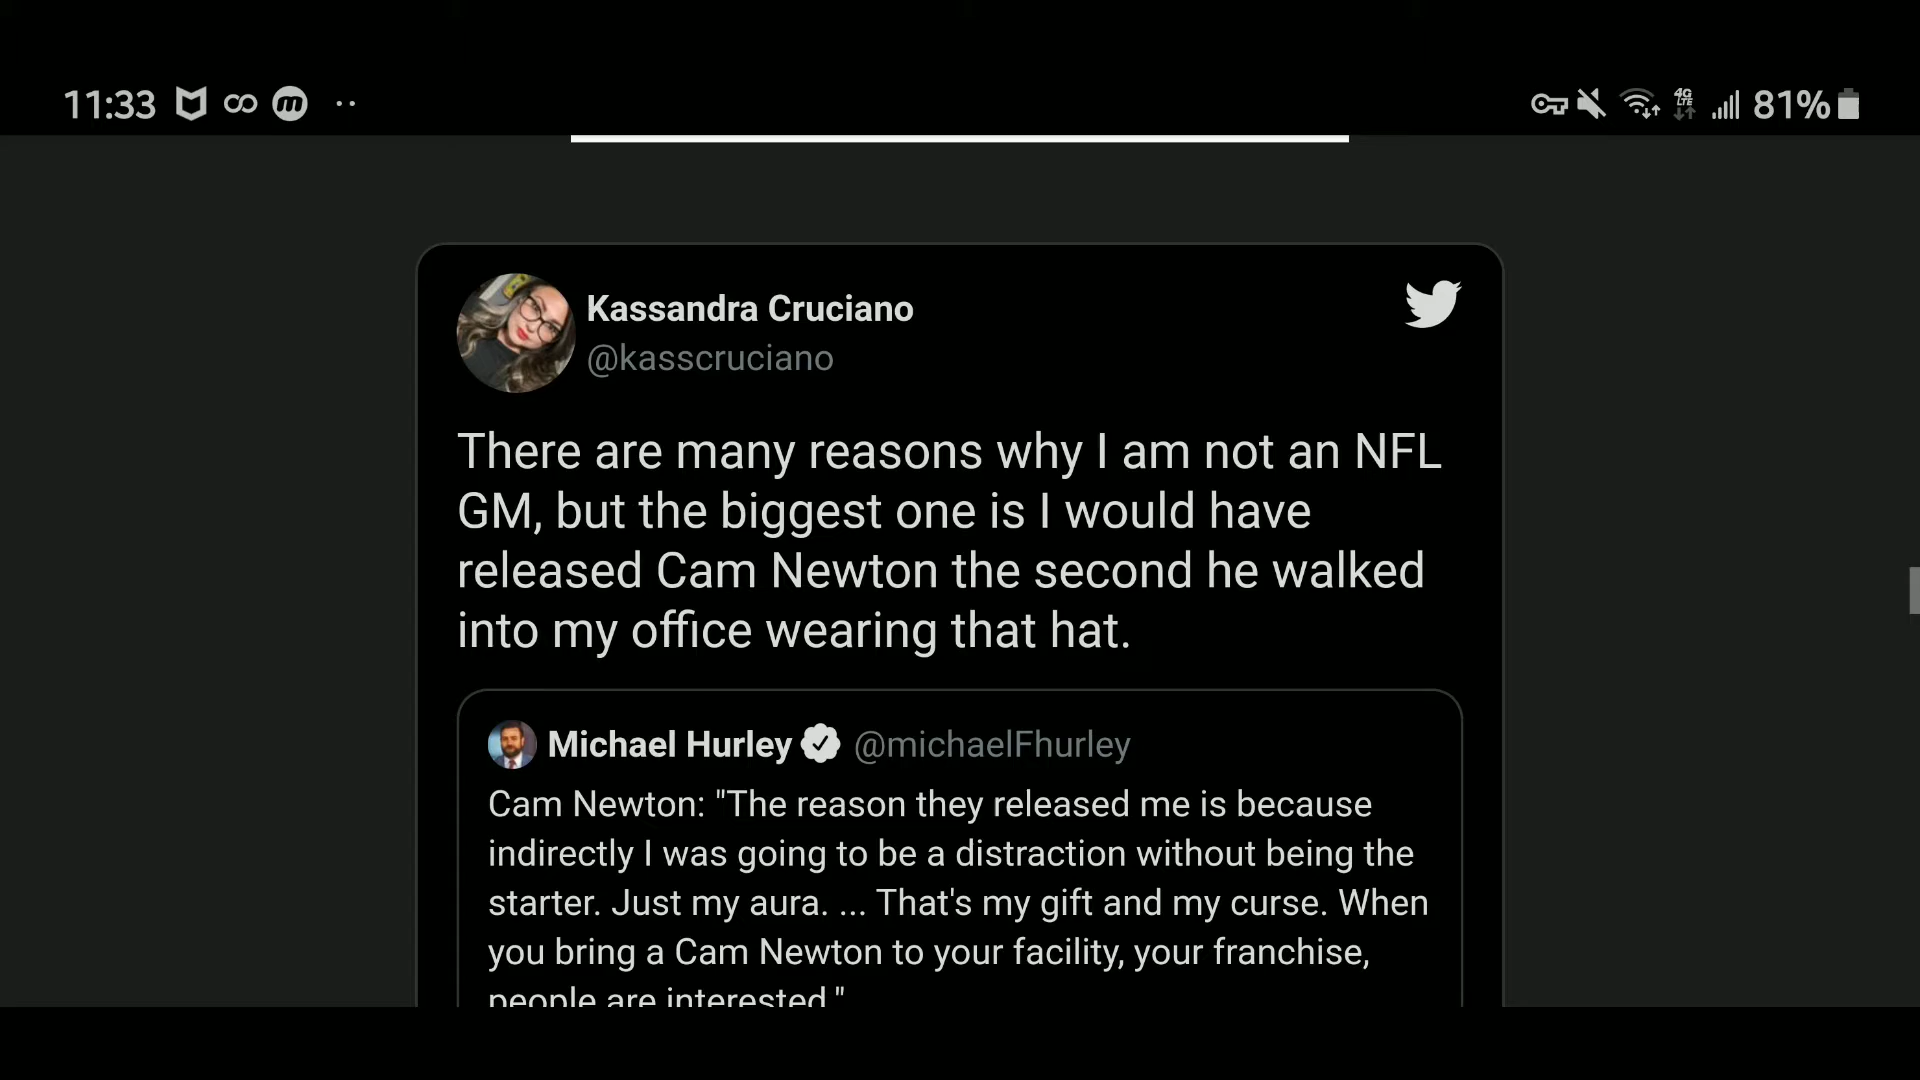 11:33 81%
4G
LTE
Kassandra Cruciano
@kasscruciano
There are many reasons why I am not an NFL
GM, but the biggest one is I would have
released Cam Newton the second he walked
into my office wearing that hat.
Michael Hurley @michaelFhurley
Cam Newton: "The reason they released me is because
indirectly I was going to be a distraction without being the
starter. Just my aura. ... That's my gift and my curse. When
you bring a Cam Newton to your facility, your franchise,
people are interested."